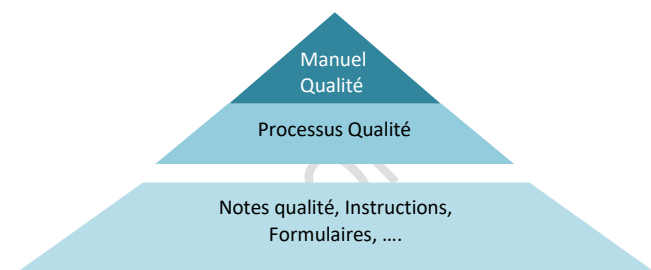 Manuel
Qualité
Processus Qualité
Notes qualité, Instructions,
Formulaires, ....